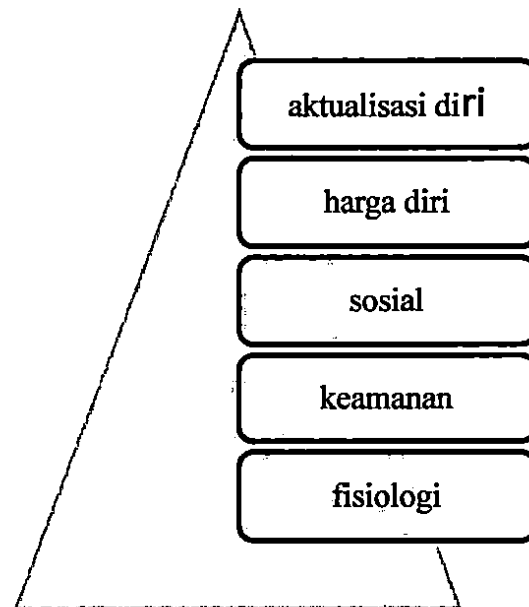 aktualisasi diri
harga diri
sosial
keamanan
fisiologi